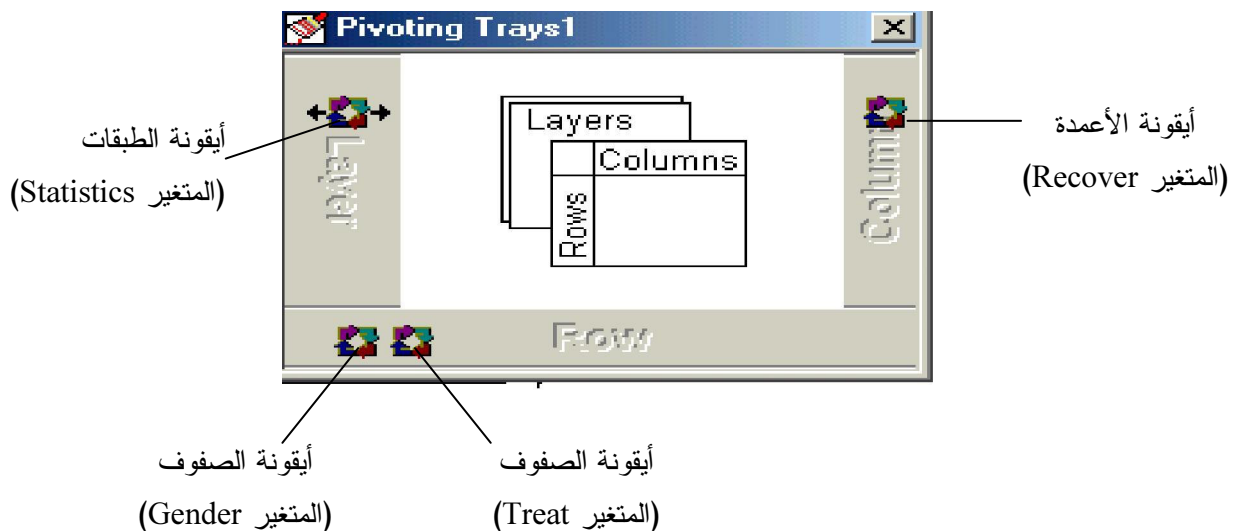 Pivoting Trays1
أيقونة الطبقات
(المتغير Statistics)
Layer
Layers
Columns
Rows
Column
أيقونة الأعمدة
(المتغير Recover)
Row
أيقونة الصفوف
(المتغير Gender)
أيقونة الصفوف
(المتغير Treat)